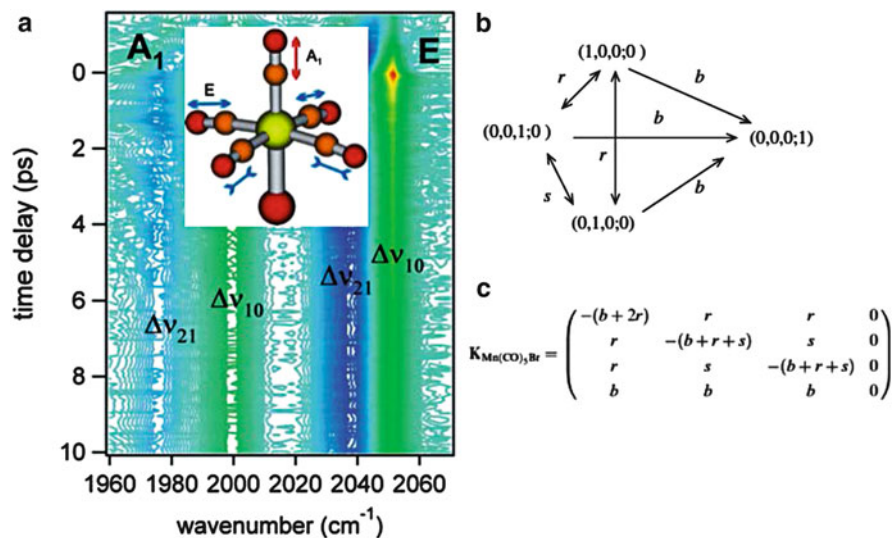 a
A₁
E
A₁
E
Δν₂₁
Δν₁₀
Δν₂₁
Δν₁₀
0
2
4
6
8
10
time delay (ps)
1960 1980 2000 2020 2040 2060
wavenumber (cm⁻¹)
b
(1,0,0;0)
r
b
(0,0,1;0)
b
(0,0,0;1)
r
s
b
(0,1,0;0)
c
K_Mn(CO)₅Br =
−(b + 2r) r r 0
r −(b + r + s) s 0
r s −(b + r + s) 0
b b b 0